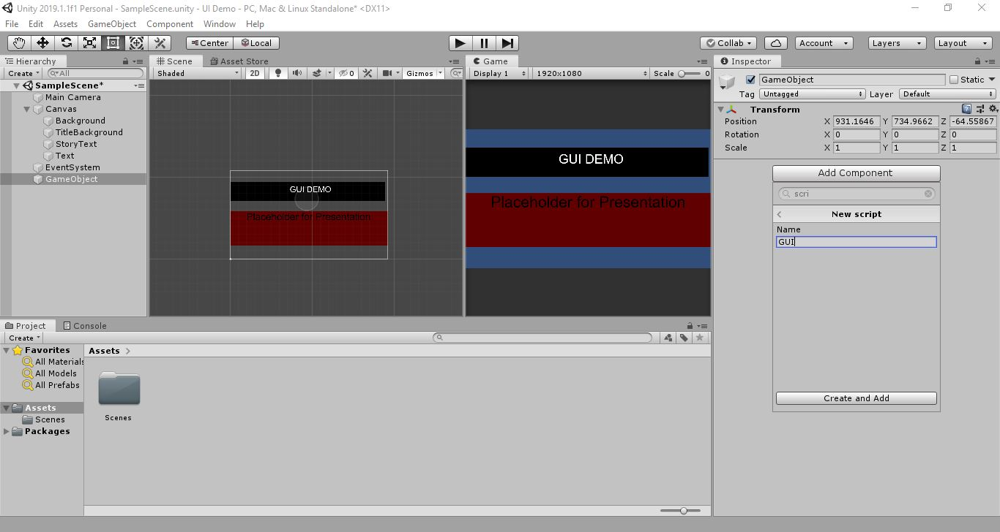 Unity 2019.1.1f1 Personal - SampleScene.unity - UI Demo - PC, Mac & Linux Standalone* <DX11>
File Edit Assets GameObject Component Window Help
Center Local Collab Account Layers Layout
Hierarchy
Create All
SampleScene*
Main Camera
Canvas
Background
TitleBackground
StoryText
Text
EventSystem
GameObject
Scene Asset Store
Shaded 2D 0 Gizmos
GUI DEMO
Placeholder for Presentation
Game
Display 1 1920x1080 Scale 0
GUI DEMO
Placeholder for Presentation
Inspector
GameObject Static
Tag Untagged Layer Default
Transform
Position X 931.1646 Y 734.9662 Z -64.55867
Rotation X 0 Y 0 Z 0
Scale X 1 Y 1 Z 1
Add Component
scri
New script
Name
GUI
Create and Add
Project Console
Create
Favorites
All Materials
All Models
All Prefabs
Assets
Scenes
Packages
Assets
Scenes